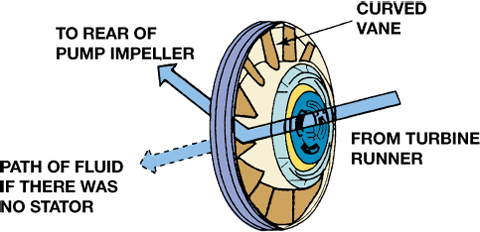 CURVED
VANE
TO REAR OF
PUMP IMPELLER
FROM TURBINE
RUNNER
PATH OF FLUID
IF THERE WAS
NO STATOR